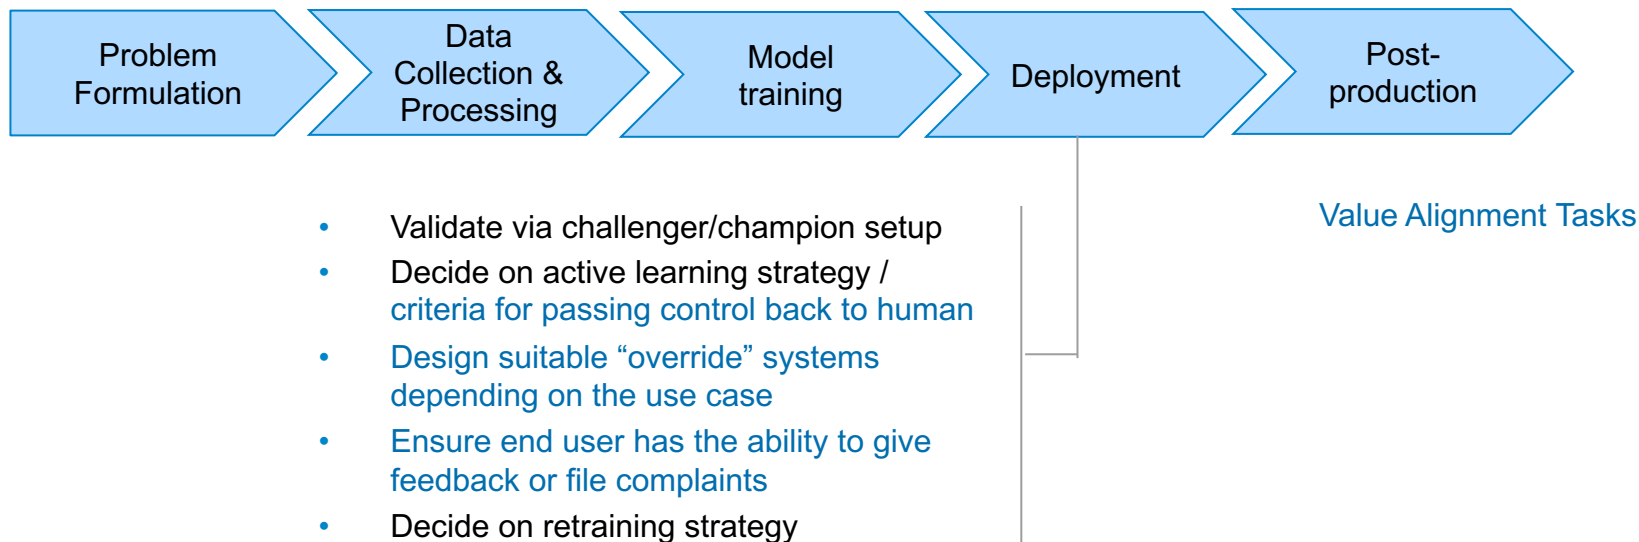 Problem
Formulation
Data
Collection &
Processing
Model
training
Deployment
Post-
production
Value Alignment Tasks
• Validate via challenger/champion setup
• Decide on active learning strategy /
criteria for passing control back to human
• Design suitable “override” systems
depending on the use case
• Ensure end user has the ability to give
feedback or file complaints
• Decide on retraining strategy